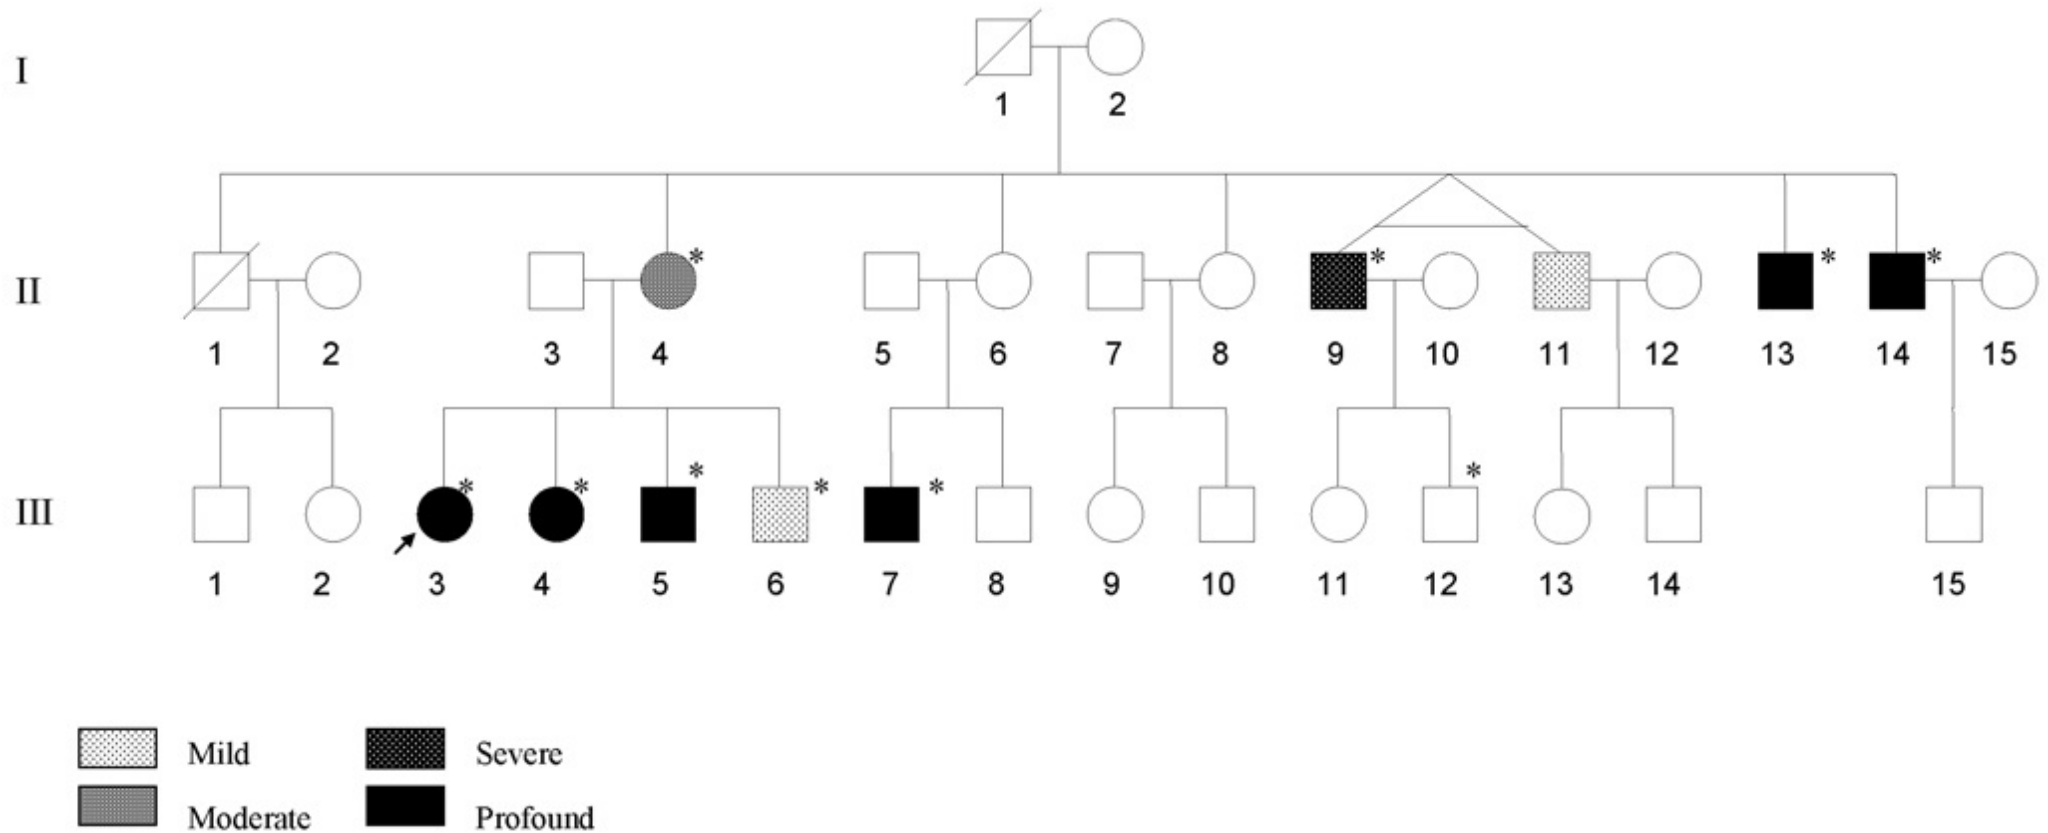 I
1 2
* * * *
II
1 2 3 4 5 6 7 8 9 10 11 12 13 14 15
* * * * * *
III
1 2 3 4 5 6 7 8 9 10 11 12 13 14 15
Mild Severe
Moderate Profound